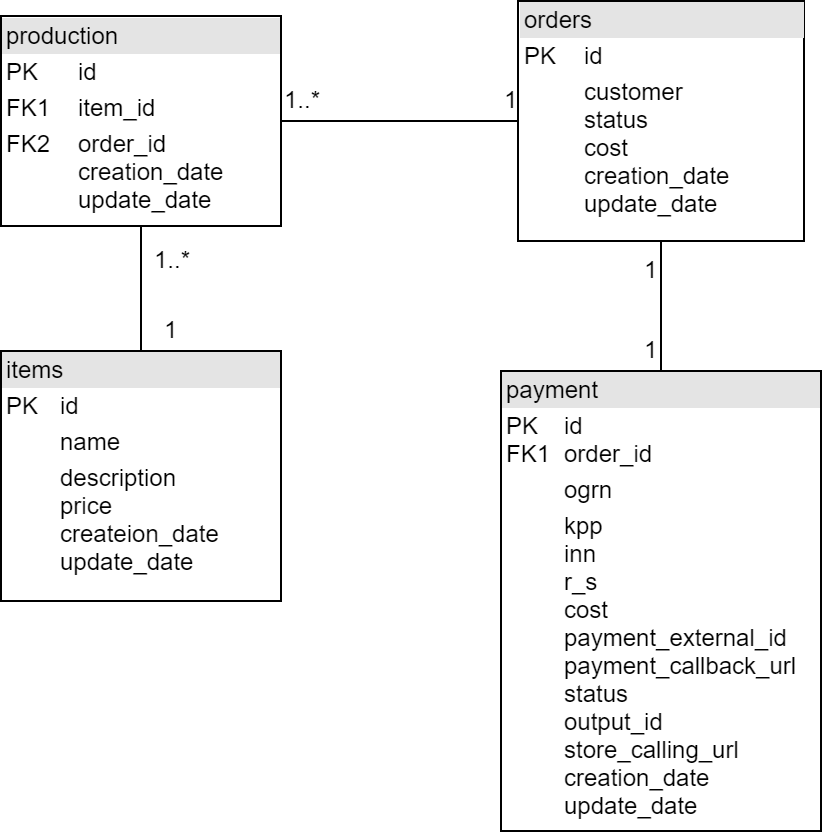 production
PK id
FK1 item_id
FK2 order_id
creation_date
update_date
1..*
1
orders
PK id
customer
status
cost
creation_date
update_date
1..*
1
items
PK id
name
description
price
createion_date
update_date
1
1
payment
PK id
FK1 order_id
ogrn
kpp
inn
r_s
cost
payment_external_id
payment_callback_url
status
output_id
store_calling_url
creation_date
update_date